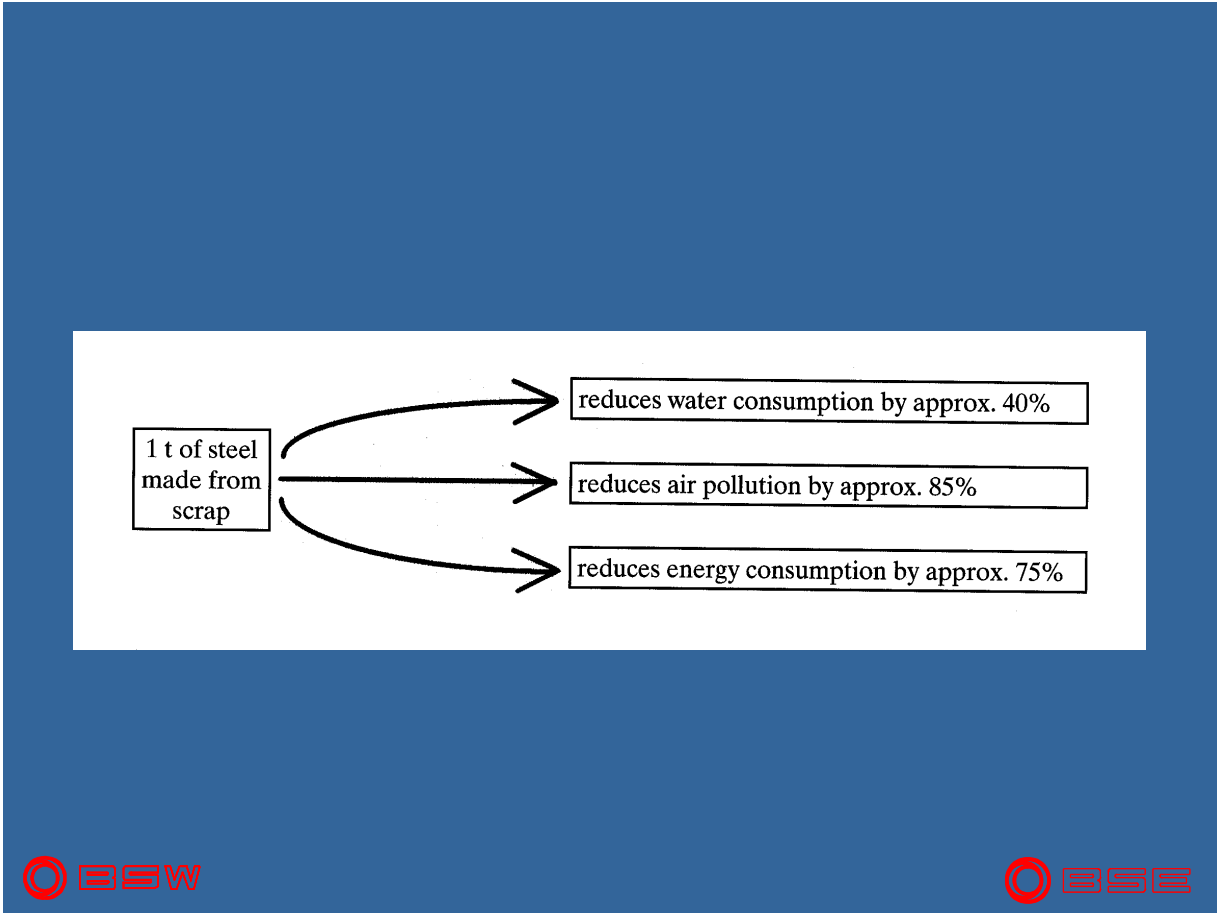 1 t of steel
made from
scrap
reduces water consumption by approx. 40%
reduces air pollution by approx. 85%
reduces energy consumption by approx. 75%
BSW
BSE